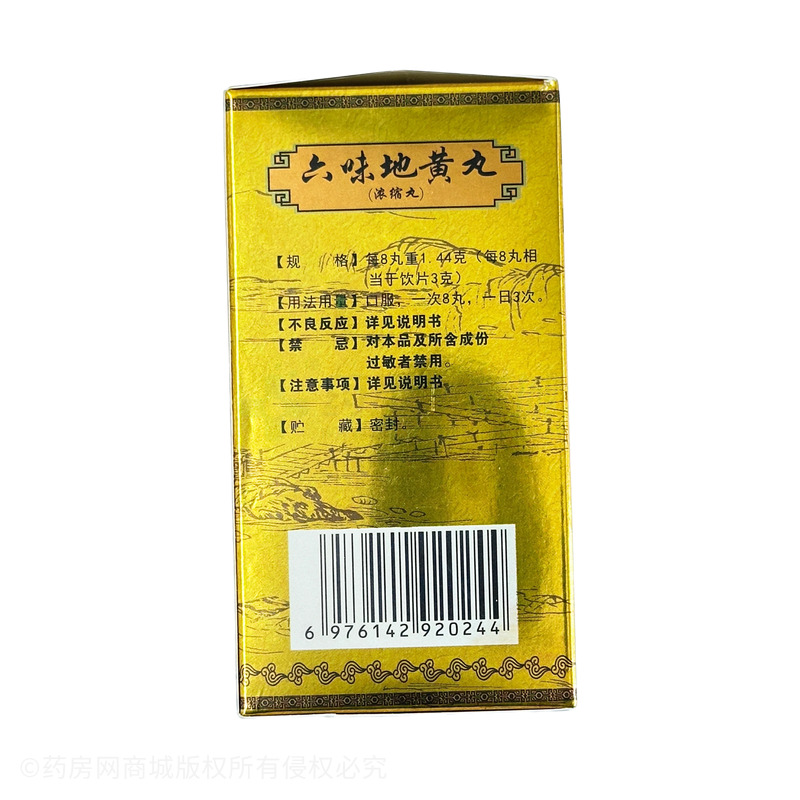 六味地黄丸
(浓缩丸)
【规 格】每8丸重1.44克（每8丸相
当于饮片3克）
【用法用量】口服，一次8丸，一日3次。
【不良反应】详见说明书
【禁 忌】对本品及所含成份
过敏者禁用。
【注意事项】详见说明书
【贮 藏】密封。
6 976142 920244
©药房网商城版权所有侵权必究